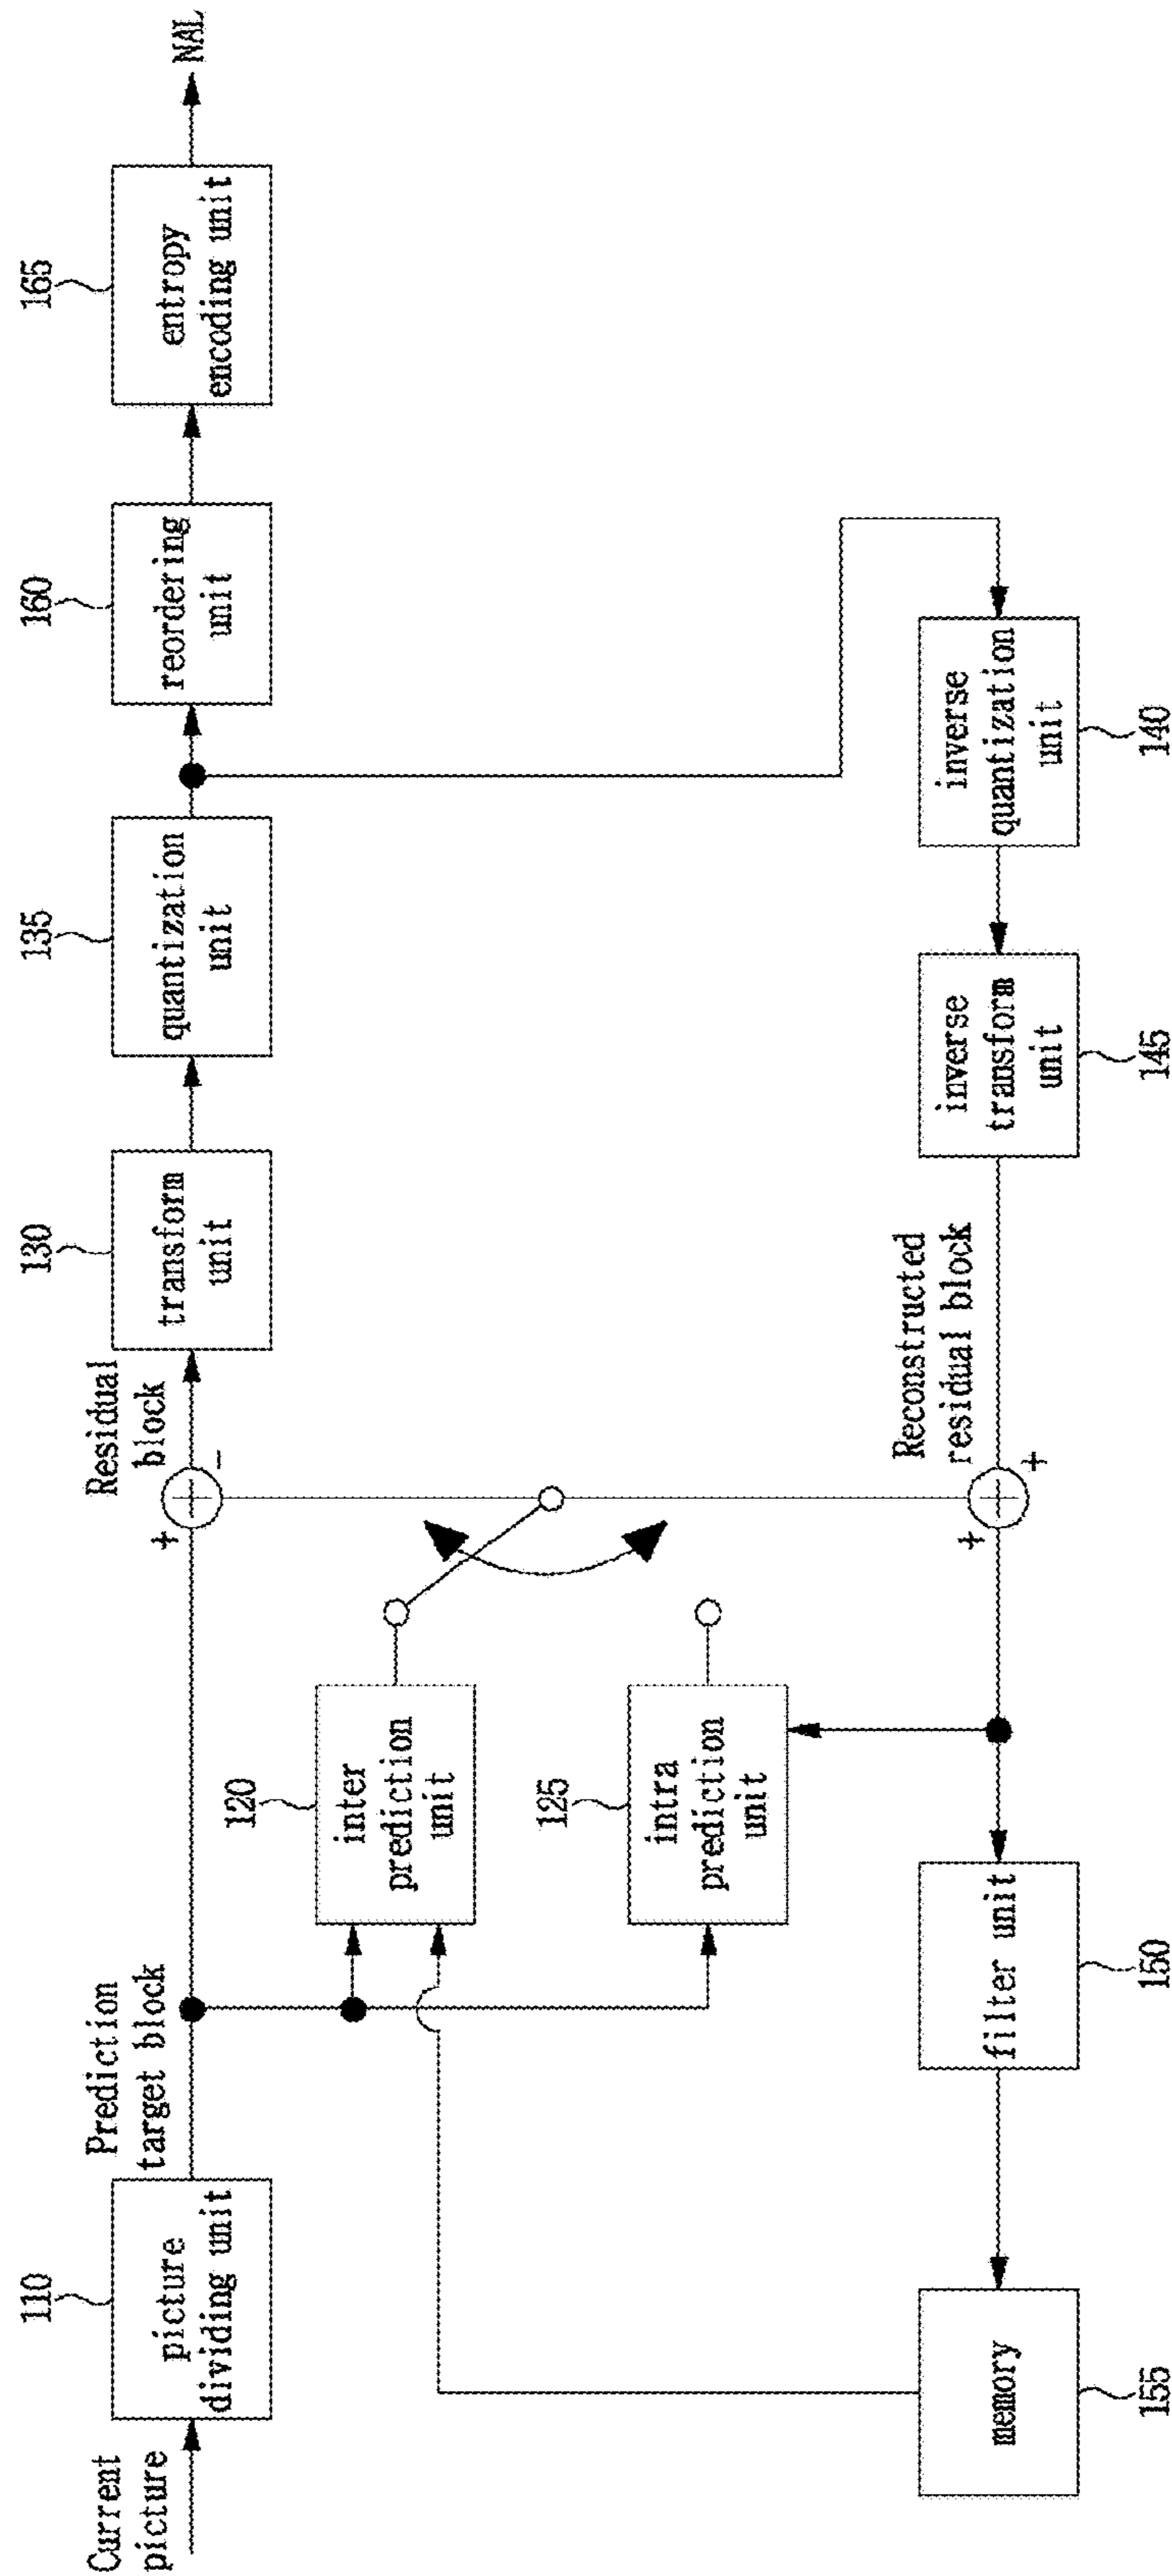 110
130
135
160
165
Current
picture
picture
dividing unit
Prediction
target block
+
-
Residual
block
transform
unit
quantization
unit
reordering
unit
entropy
encoding unit
NAL
120
inter
prediction
unit
125
intra
prediction
unit
memory
155
filter unit
150
+
+
Reconstructed
residual block
inverse
transform
unit
145
inverse
quantization
unit
140